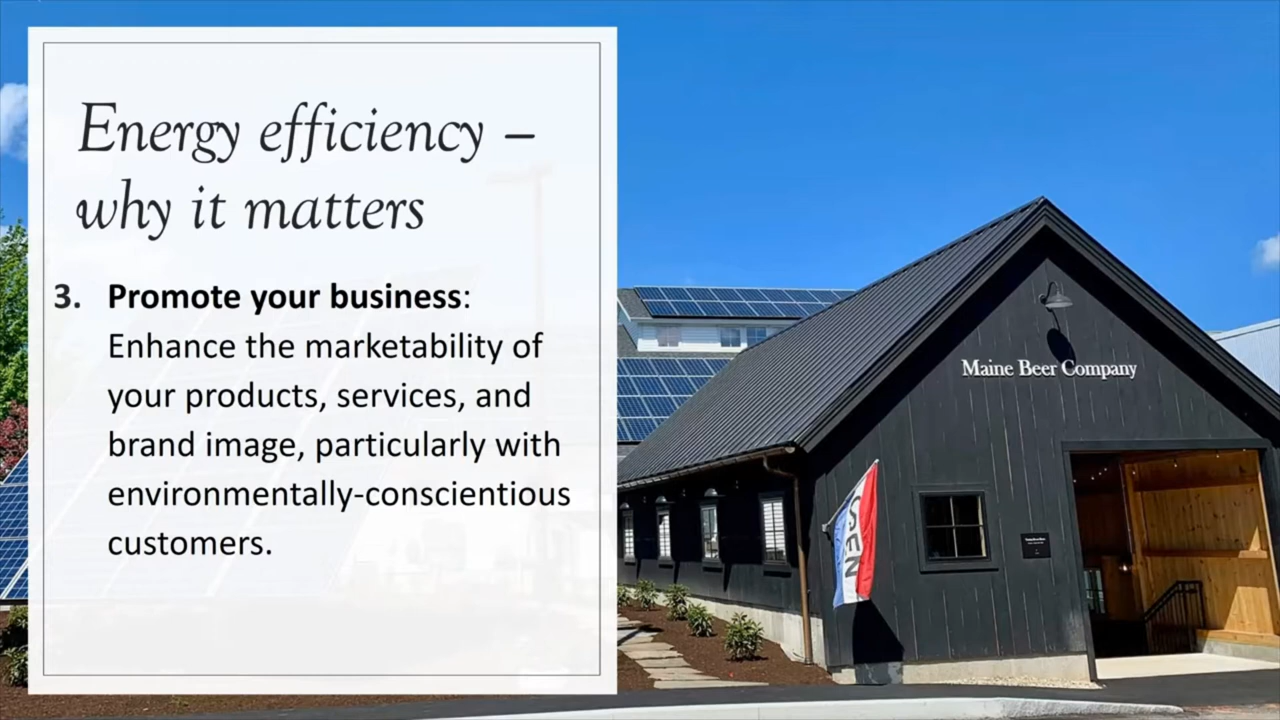 Energy efficiency –
why it matters
3. Promote your business:
Enhance the marketability of
your products, services, and
brand image, particularly with
environmentally-conscientious
customers.
Maine Beer Company
OPEN